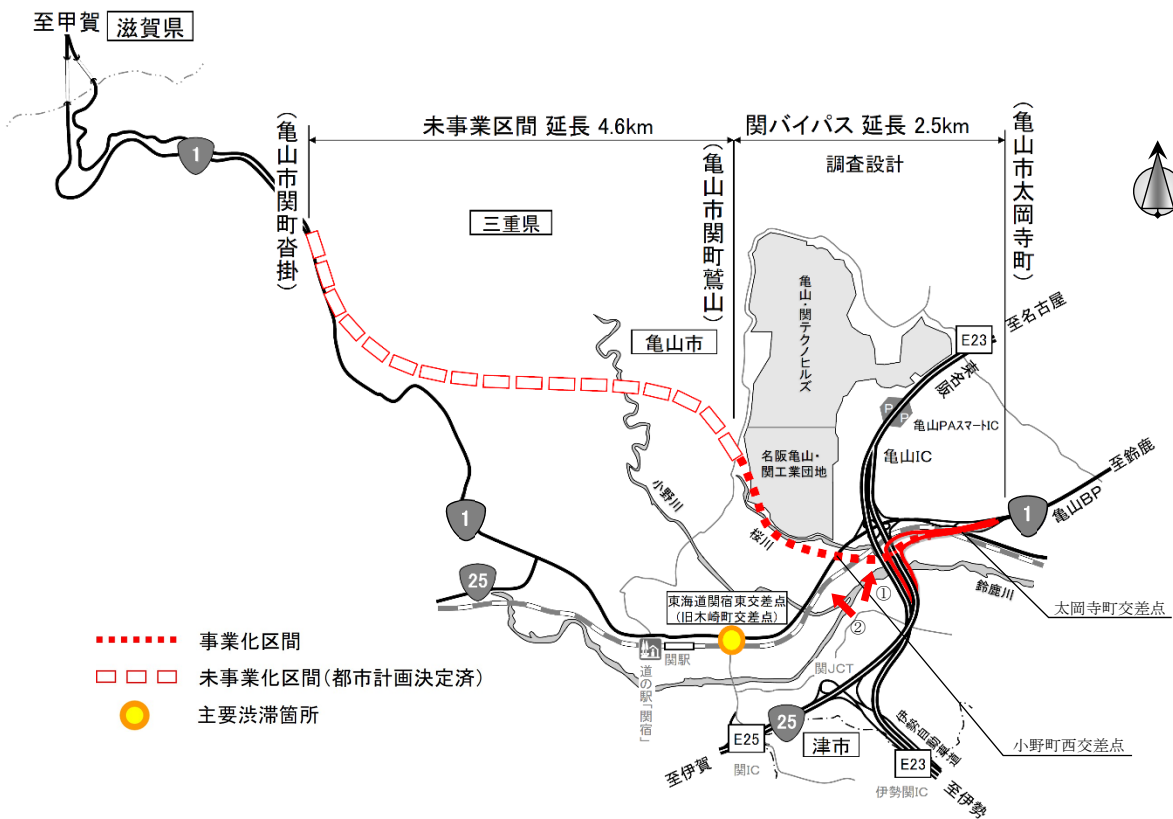 至甲賀
滋賀県
未事業区間 延長 4.6km
関バイパス 延長 2.5km
調査設計
(亀山市関町沓掛)
(亀山市関町鷲山)
(亀山市太岡寺町)
1
三重県
亀山市
亀山・関テクノヒルズ
至名古屋
E23
東名阪
P
P
亀山PAスマートIC
名阪亀山・
関工業団地
亀山IC
至鈴鹿
1
亀山BP
小野川
桜川
1
25
鈴鹿川
東海道関宿東交差点
(旧木崎町交差点)
①
②
太岡寺町交差点
関駅
道の駅「関宿」
関JCT
事業化区間
未事業化区間(都市計画決定済)
主要渋滞箇所
25
津市
伊勢自動車道
小野町西交差点
E25
関IC
至伊賀
E23
伊勢関IC
至伊勢